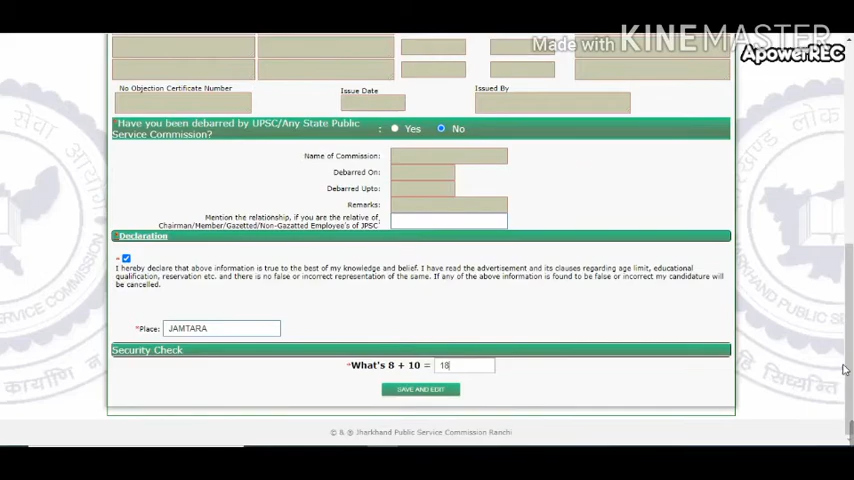 Made with KINEMASTER
ApowerREC
No Objection Certificate Number Issue Date Issued By
Have you been debarred by UPSC/Any State Public
Service Commission? : Yes No
Name of Commission:
Debarred On:
Debarred Upto:
Remarks:
Mention the relationship, if you are the relative of
Chairman/Member/Gazetted/Non-Gazatted Employee's of JPSC:
*Declaration
*
I hereby declare that above information is true to the best of my knowledge and belief. I have read the advertisement and its clauses regarding age limit, educational
qualification, reservation etc. and there is no false or incorrect representation of the same. If any of the above information is found to be false or incorrect my candidature will
be cancelled.
*Place: JAMTARA
Security Check
*What's 8 + 10 = 18
SAVE AND EDIT
© & ® Jharkhand Public Service Commission Ranchi